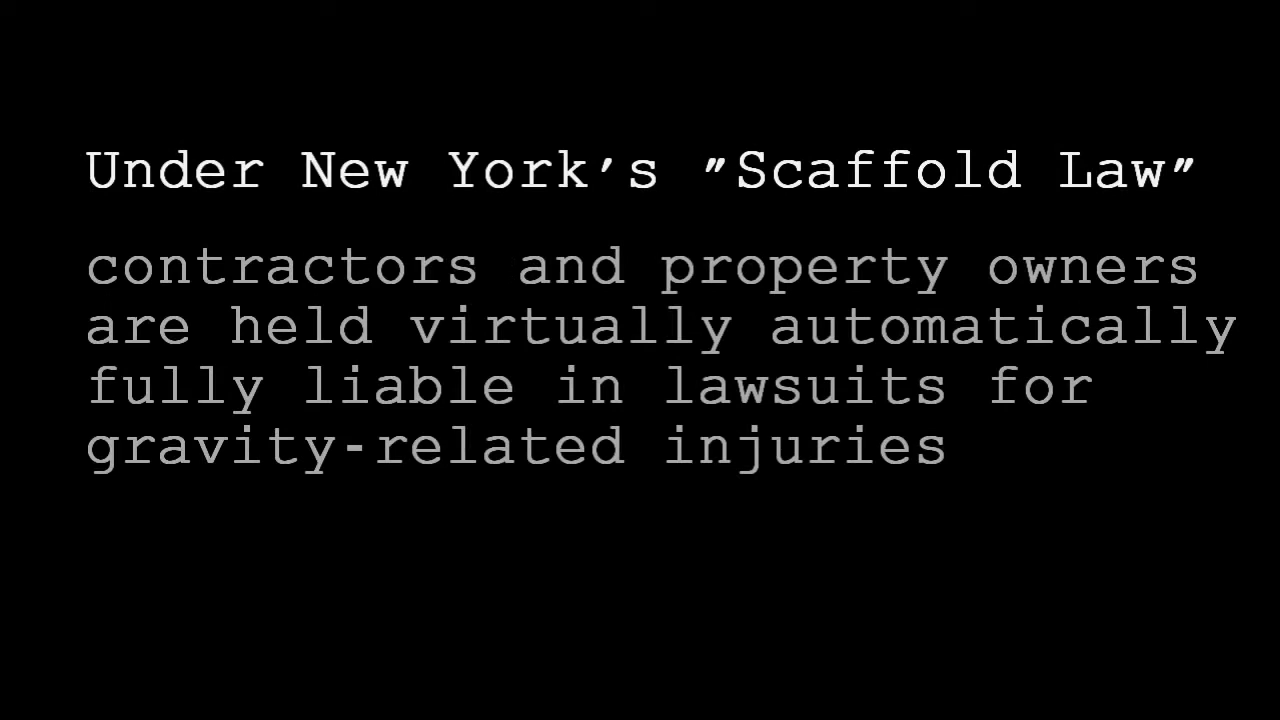 Under New York's "Scaffold Law"
contractors and property owners
are held virtually automatically
fully liable in lawsuits for
gravity-related injuries